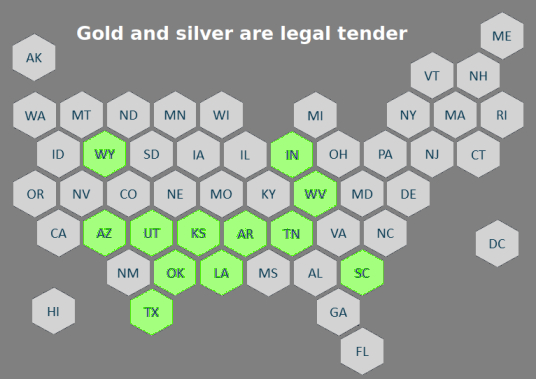 Gold and silver are legal tender
ME
AK
VT NH
WA MT ND MN WI MI NY MA RI
ID WY SD IA IL IN OH PA NJ CT
OR NV CO NE MO KY WV MD DE
CA AZ UT KS AR TN VA NC DC
NM OK LA MS AL SC
HI TX GA
FL